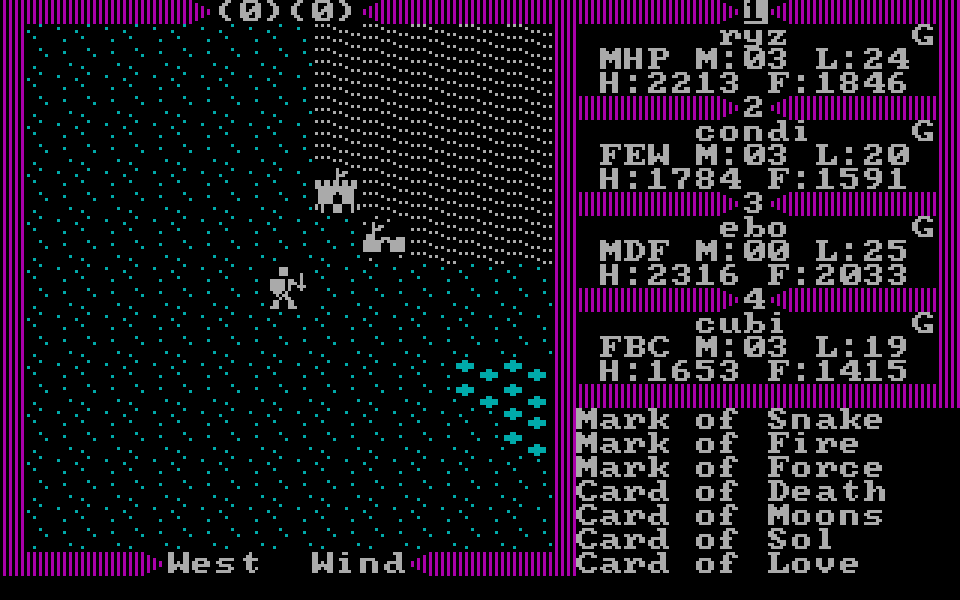 (0)(0)
1
ryz G
MHP M:03 L:24
H:2213 F:1846
2
condi G
FEW M:03 L:20
H:1784 F:1591
3
ebo G
MDF M:00 L:25
H:2316 F:2033
4
cubi G
FBC M:03 L:19
H:1653 F:1415
Mark of Snake
Mark of Fire
Mark of Force
Card of Death
Card of Moons
Card of Sol
Card of Love
West Wind